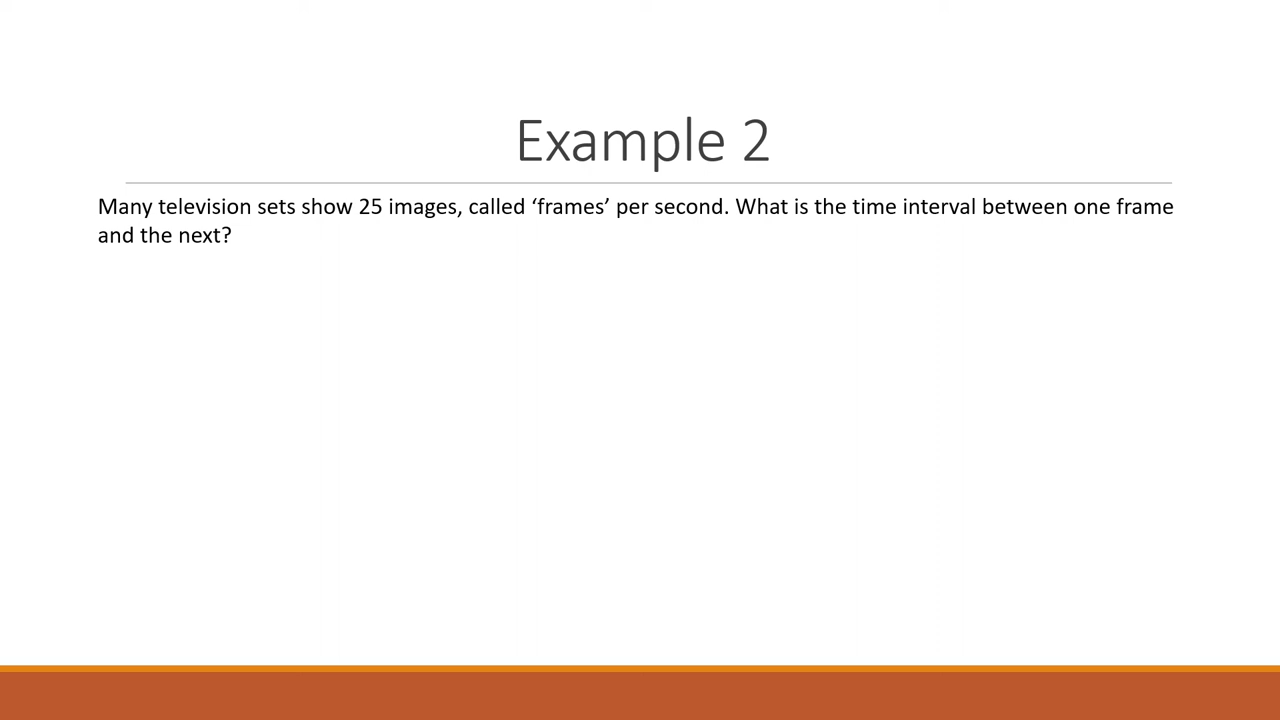 Example 2
Many television sets show 25 images, called ‘frames’ per second. What is the time interval between one frame
and the next?